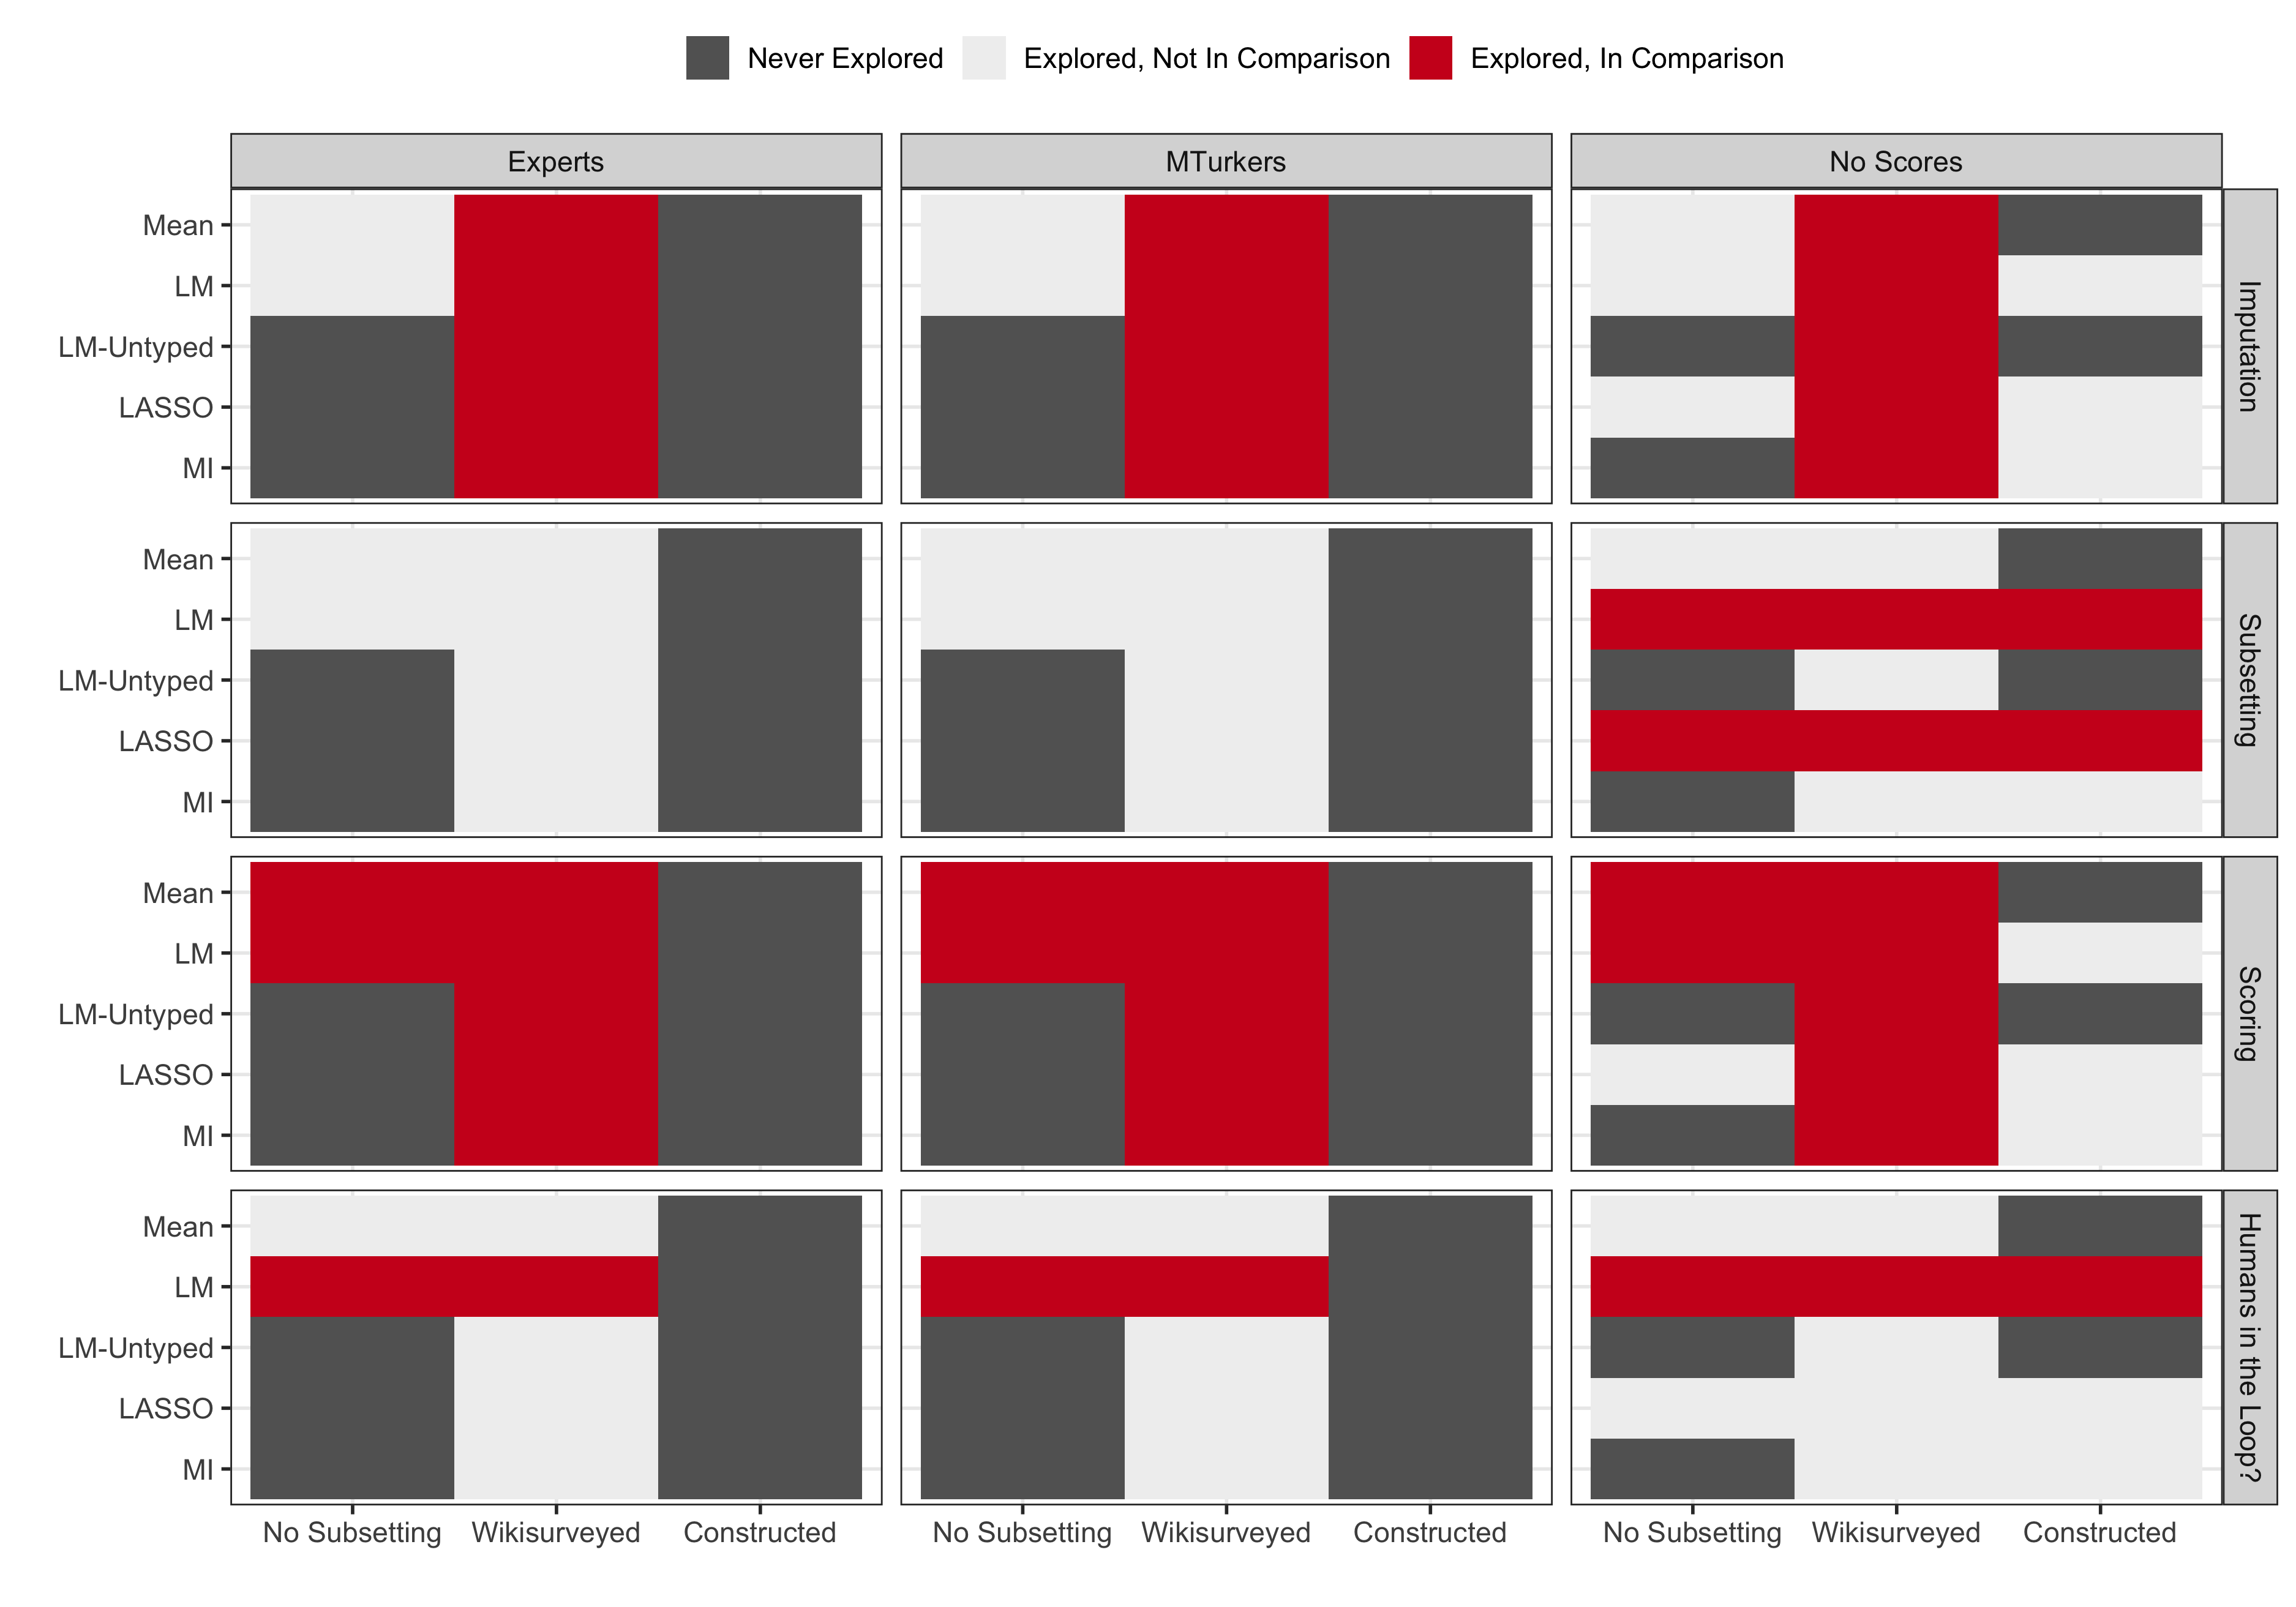 Never Explored Explored, Not In Comparison Explored, In Comparison
Experts MTurkers No Scores
Mean
LM
LM-Untyped
LASSO
MI
Imputation
Mean
LM
LM-Untyped
LASSO
MI
Subsetting
Mean
LM
LM-Untyped
LASSO
MI
Scoring
Mean
LM
LM-Untyped
LASSO
MI
Humans in the Loop?
No Subsetting Wikisurveyed Constructed No Subsetting Wikisurveyed Constructed No Subsetting Wikisurveyed Constructed